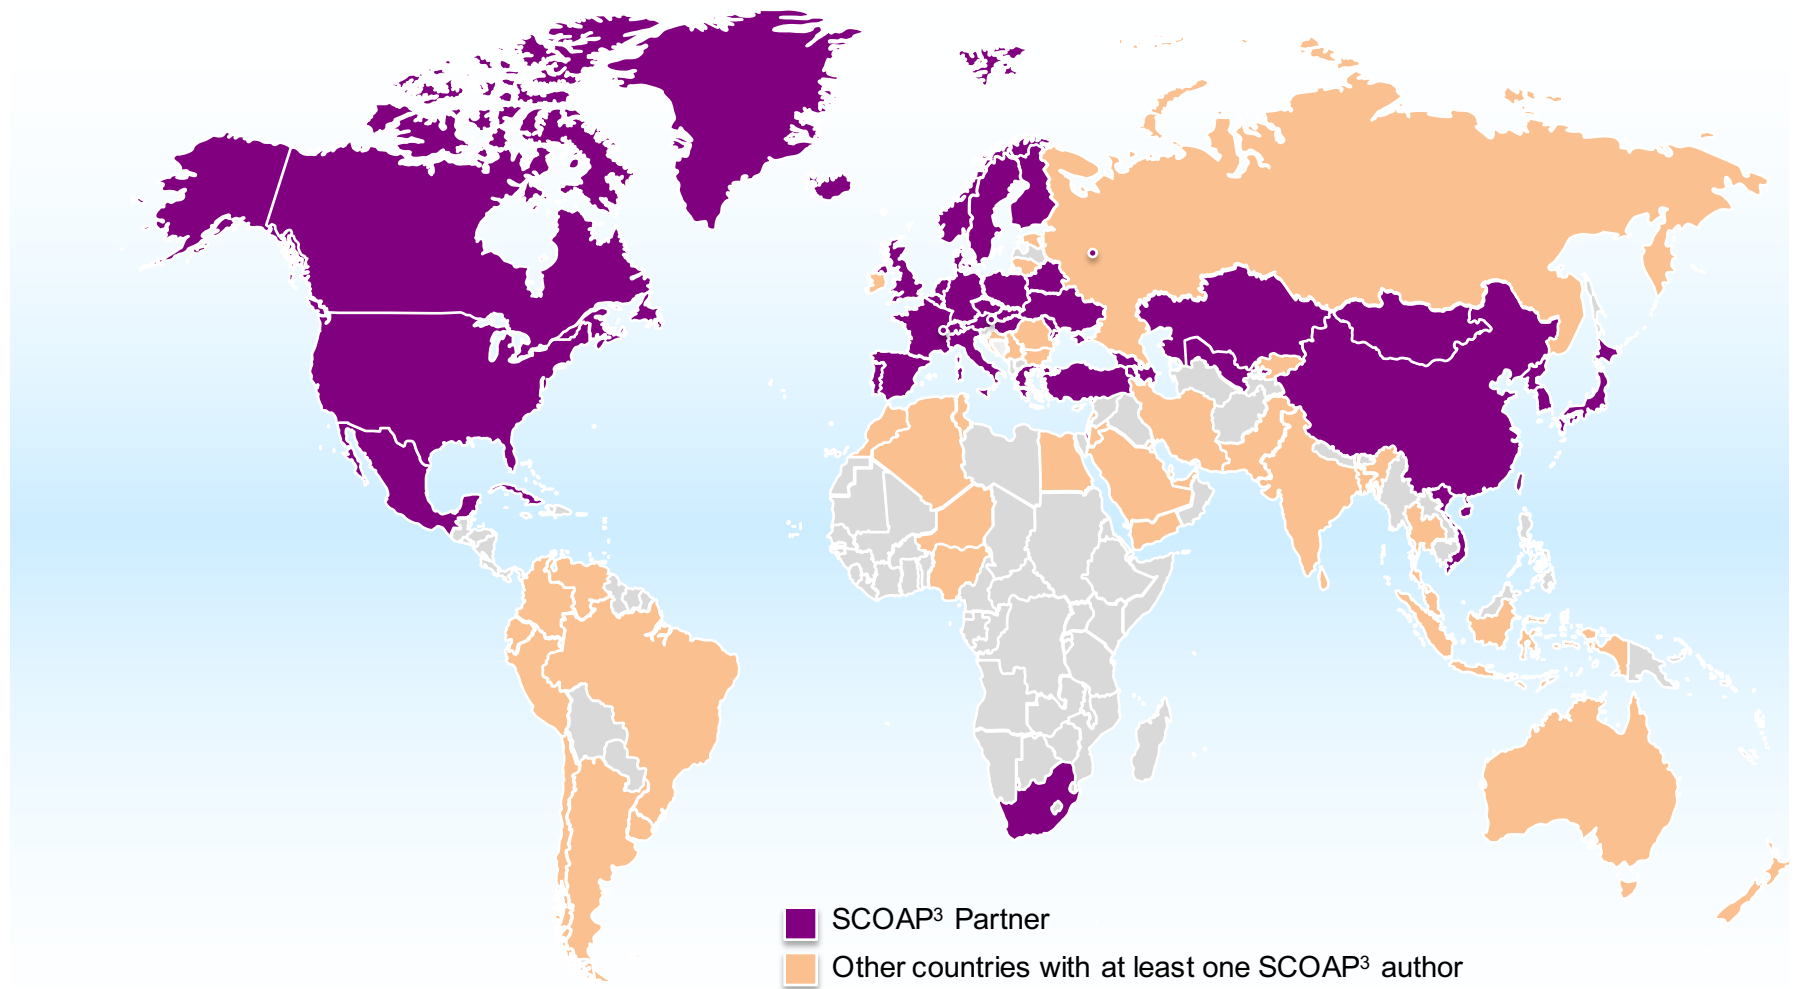 SCOAP³ Partner
Other countries with at least one SCOAP³ author